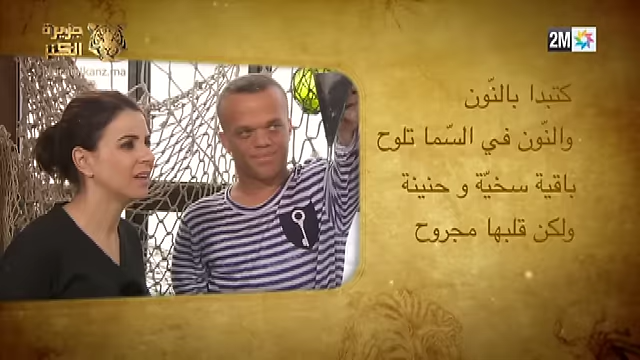 جزيرة
الكنز
2M
كتبدا بالنّون
والنّون في السّما تلوح
باقية سخيّة و حنينة
ولكن قلبها مجروح